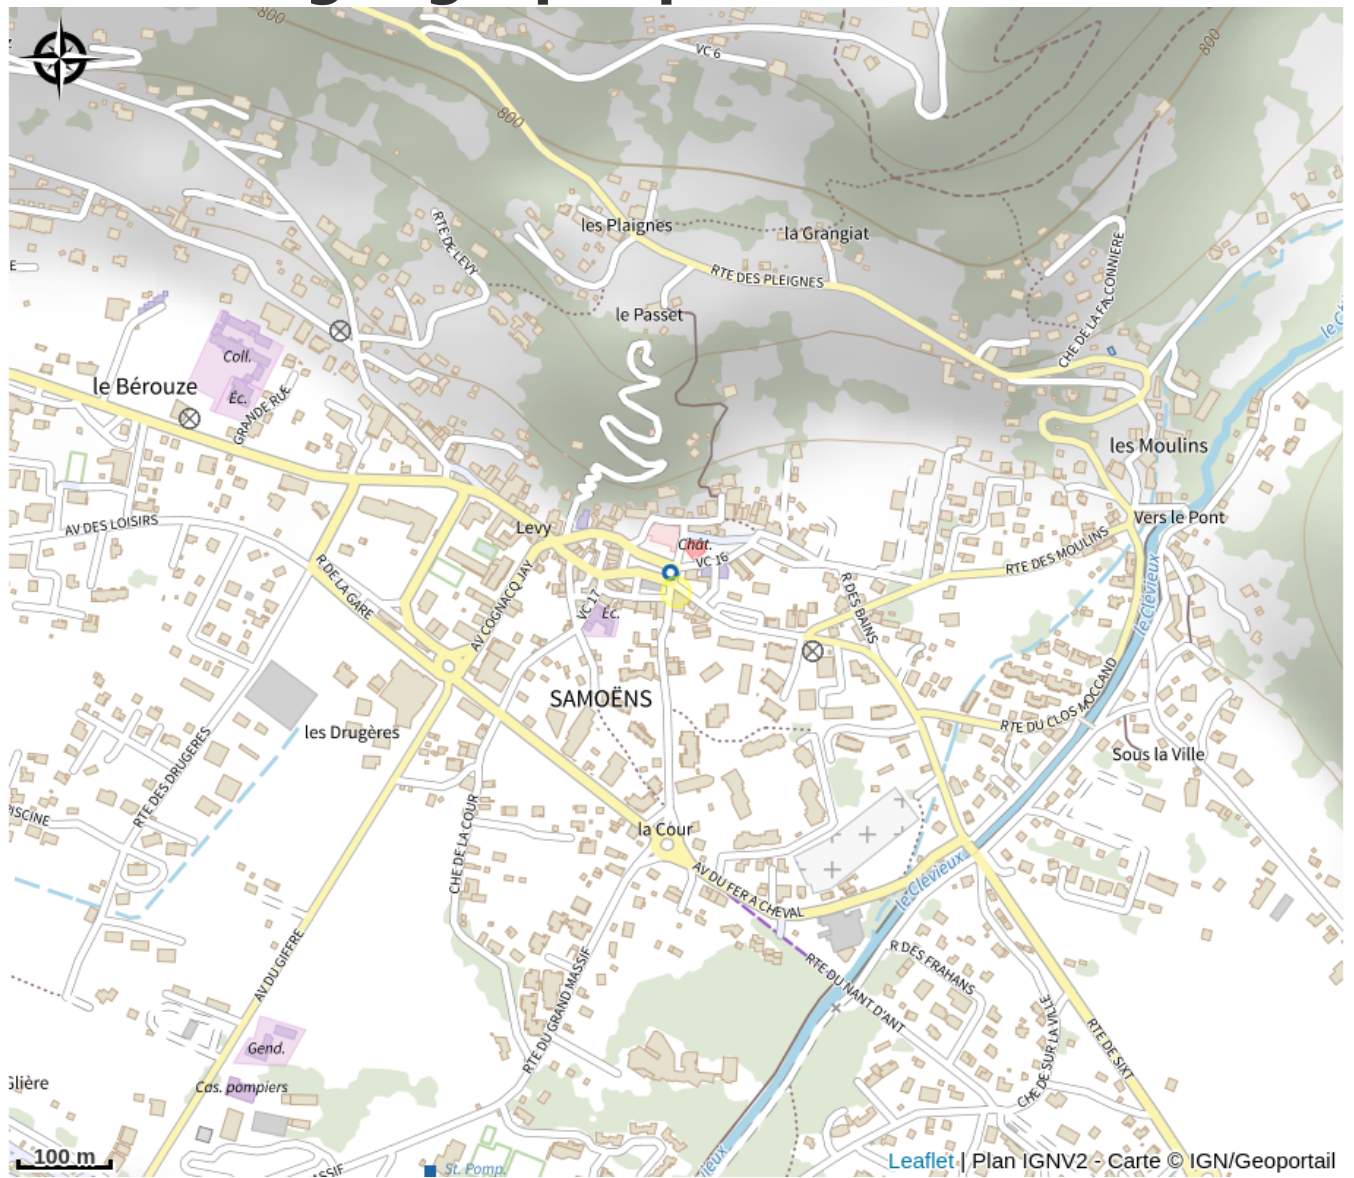 800
VC 6
800
800
RTE DE LEVY
les Plaignes
la Grangiat
CHE DE LA FALCONNIERE
E
RTE DES PLEIGNES
le Passet
Coll.
le Bérouze
Éc.
GRANDE RUE
les Moulins
AV DES LOISIRS
Levy
Vers le Pont
Chât.
VC 16
RTE DES MOULINS
R DE LA GARE
AV COGNACQ JAY
VC 17
Éc.
R DES BAINS
le Clévieux
SAMOËNS
RTE DU CLOS MOCCAND
les Drugères
Sous la Ville
RTE DES DRUGERES
PISCINE
CHE DE LA COUR
la Cour
AV DU FER A CHEVAL
le Clévieux
AV DU GIFFRE
RTE DU GRAND MASSIF
RTE DU NANT D'ANT
R DES FRAHANS
CHE DE SUR LA VILLE
RTE DE SIXT
Gend.
Cas. pompiers
Glière
100 m
SSIF
St. Pomp.
ieux
Leaflet | Plan IGNV2 - Carte © IGN/Geoportail